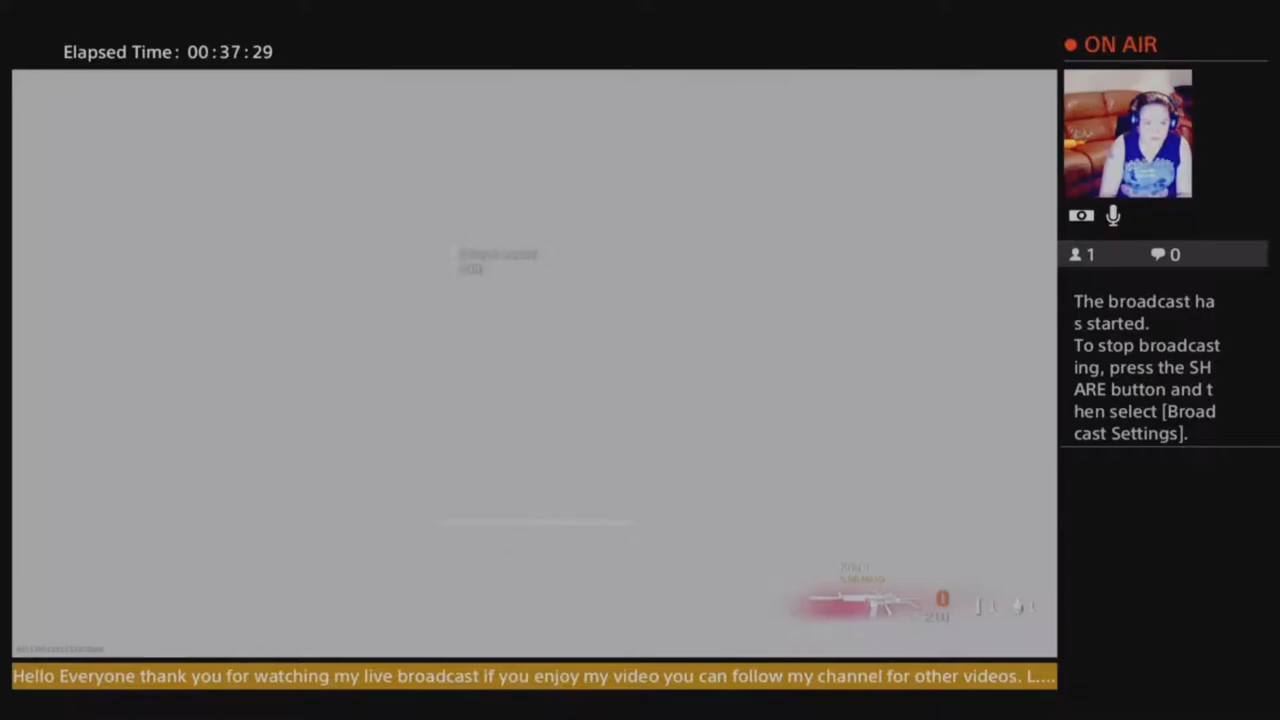 Elapsed Time: 00:37:29
ON AIR
1 0
The broadcast ha
s started.
To stop broadcast
ing, press the SH
ARE button and t
hen select [Broad
cast Settings].
0
Hello Everyone thank you for watching my live broadcast if you enjoy my video you can follow my channel for other videos. L....